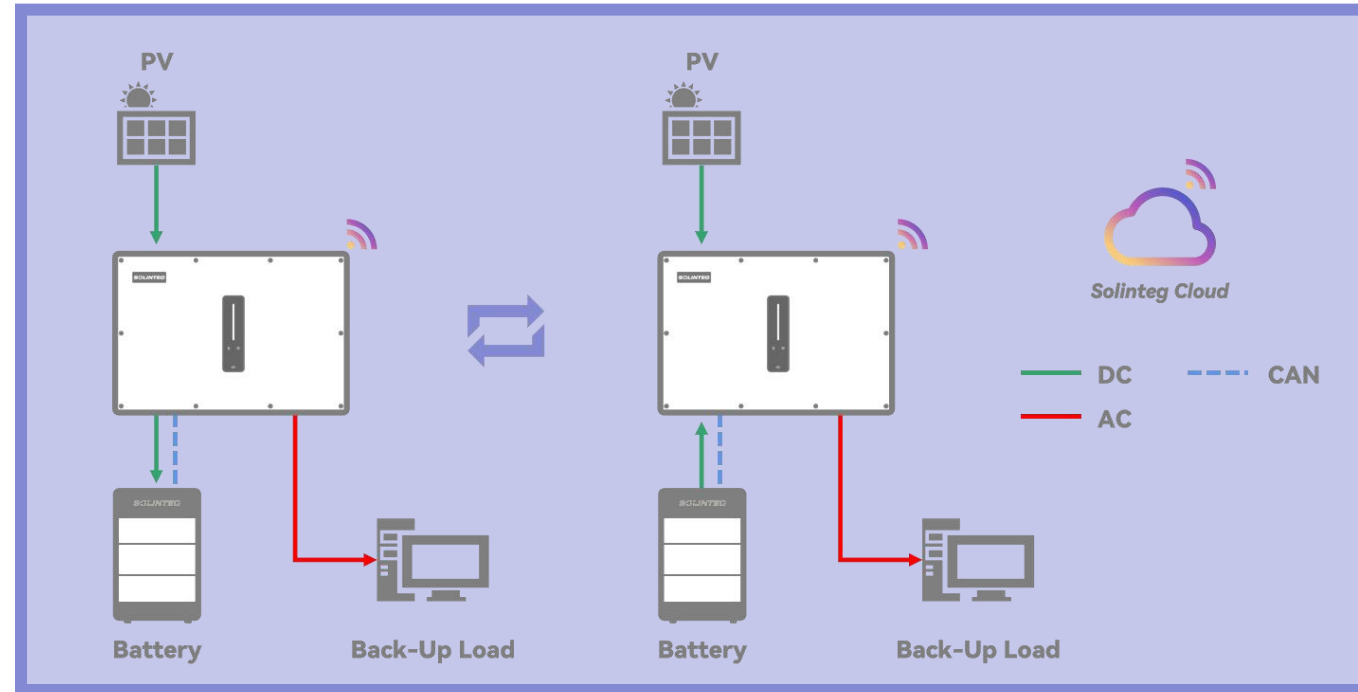 PV
SOLINTEG
SOLINTEG
Battery
Back-Up Load
PV
SOLINTEG
SOLINTEG
Battery
Back-Up Load
Solinteg Cloud
DC
CAN
AC